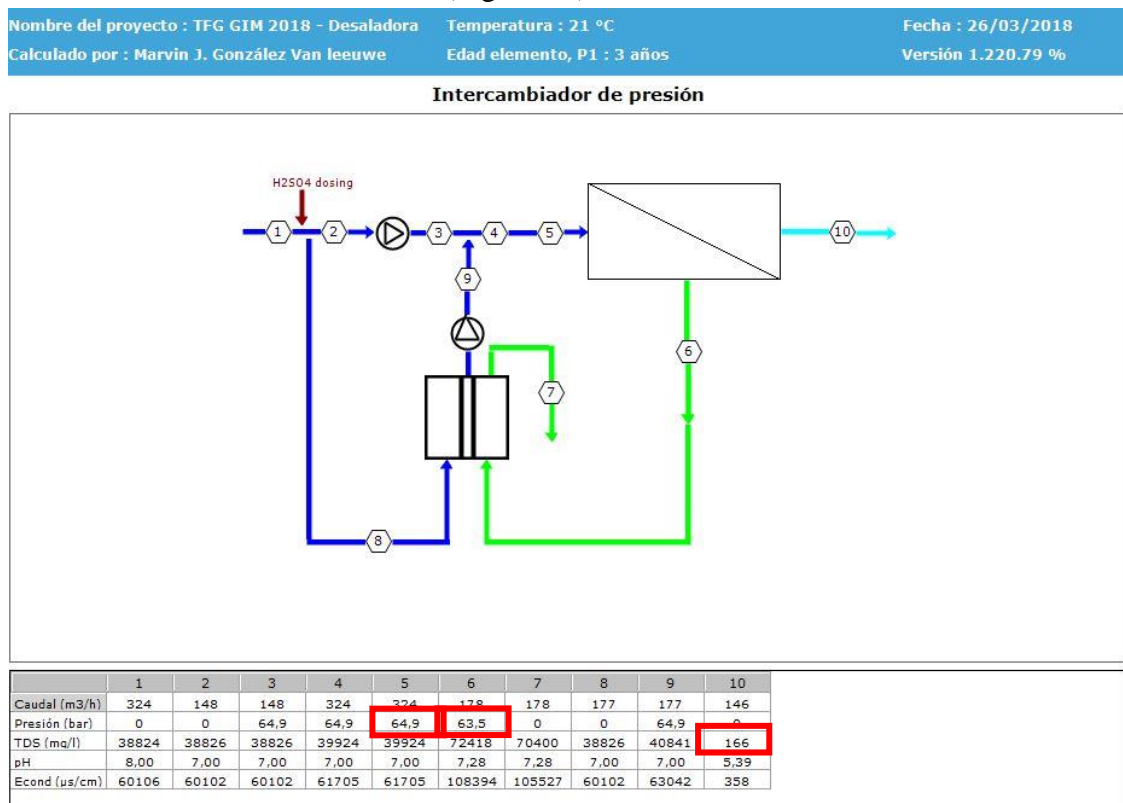 Nombre del proyecto : TFG GIM 2018 - Desaladora Temperatura : 21 °C Fecha : 26/03/2018
Calculado por : Marvin J. González Van leeuwe Edad elemento, P1 : 3 años Versión 1.220.79 %
Intercambiador de presión
H2SO4 dosing
1 2 3 4 5 10
9
6
7
8
1 2 3 4 5 6 7 8 9 10
Caudal (m3/h) 324 148 148 324 324 178 178 177 177 146
Presión (bar) 0 0 64,9 64,9 64,9 63,5 0 0 64,9 0
TDS (mg/l) 38824 38826 38826 39924 39924 72418 70400 38826 40841 166
pH 8,00 7,00 7,00 7,00 7,00 7,28 7,28 7,00 7,00 5,39
Econd (µs/cm) 60106 60102 60102 61705 61705 108394 105527 60102 63042 358